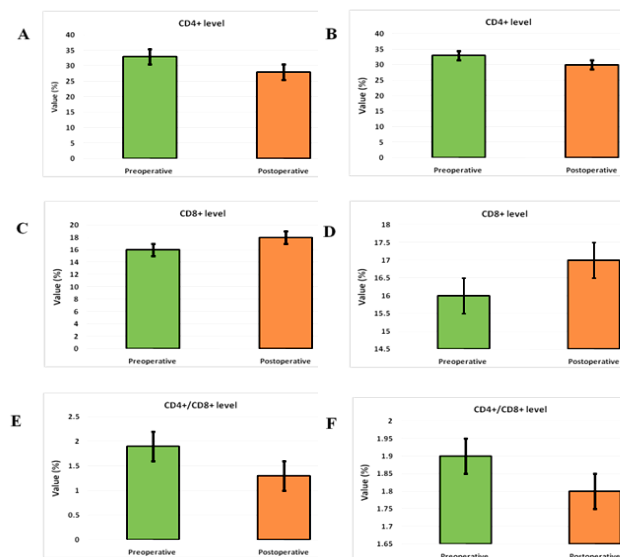 A
CD4+ level
Value (%)
40
35
30
25
20
15
10
5
0
Preoperative
Postoperative
B
CD4+ level
Value (%)
40
35
30
25
20
15
10
5
0
Preoperative
Postoperative
C
CD8+ level
Value (%)
20
18
16
14
12
10
8
6
4
2
0
Preoperative
Postoperative
D
CD8+ level
Value (%)
18
17.5
17
16.5
16
15.5
15
14.5
Preoperative
Postoperative
E
CD4+/CD8+ level
Value (%)
2.5
2
1.5
1
0.5
0
Preoperative
Postoperative
F
CD4+/CD8+ level
Value (%)
2
1.95
1.9
1.85
1.8
1.75
1.7
1.65
Preoperative
Postoperative